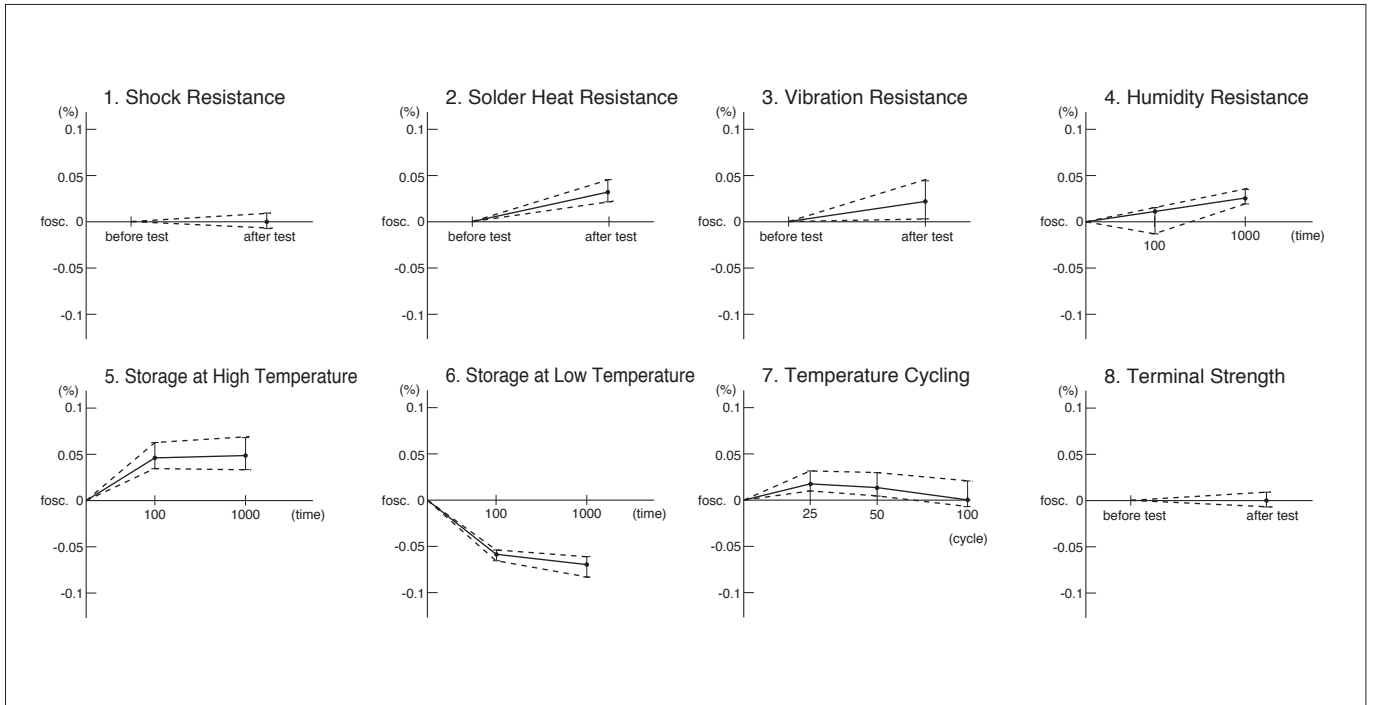 1. Shock Resistance
(%)
0.1
0.05
fosc. 0
before test after test
-0.05
-0.1
2. Solder Heat Resistance
(%)
0.1
0.05
fosc. 0
before test after test
-0.05
-0.1
3. Vibration Resistance
(%)
0.1
0.05
fosc. 0
before test after test
-0.05
-0.1
4. Humidity Resistance
(%)
0.1
0.05
fosc. 0
100 1000 (time)
-0.05
-0.1
5. Storage at High Temperature
(%)
0.1
0.05
fosc. 0
100 1000 (time)
-0.05
-0.1
6. Storage at Low Temperature
(%)
0.1
0.05
fosc. 0
100 1000 (time)
-0.05
-0.1
7. Temperature Cycling
(%)
0.1
0.05
fosc. 0
25 50 100
(cycle)
-0.05
-0.1
8. Terminal Strength
(%)
0.1
0.05
fosc. 0
before test after test
-0.05
-0.1